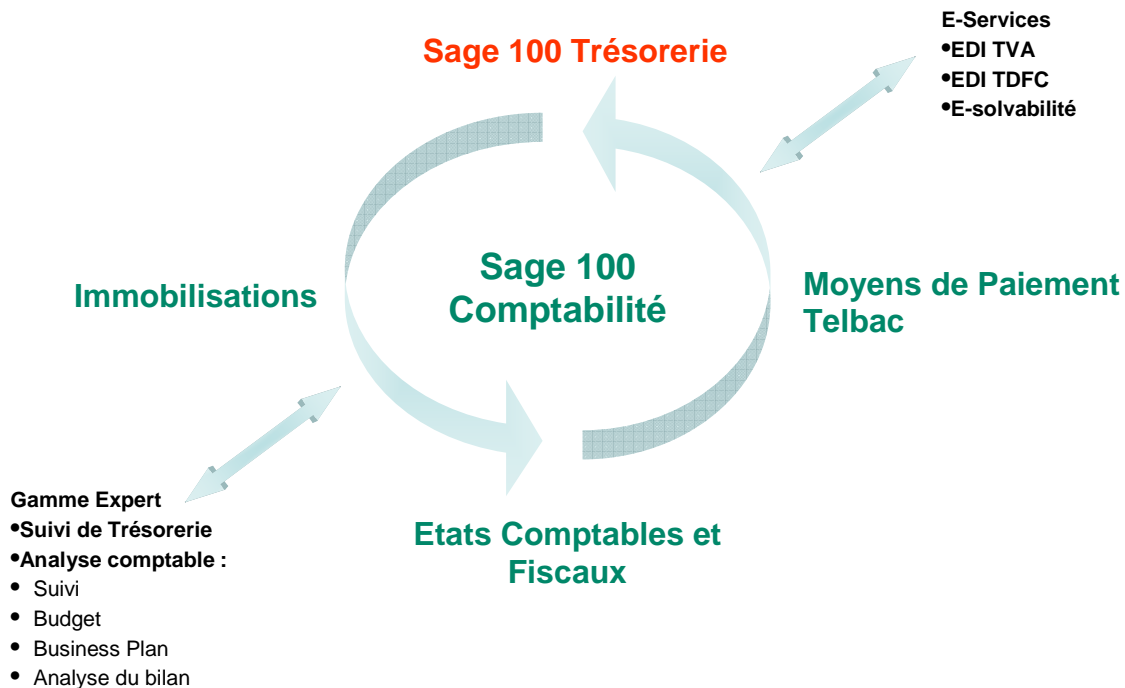 E-Services
•EDI TVA
•EDI TDFC
•E-solvabilité
Sage 100 Trésorerie
Sage 100
Comptabilité
Immobilisations
Moyens de Paiement
Telbac
Gamme Expert
•Suivi de Trésorerie
•Analyse comptable :
• Suivi
• Budget
• Business Plan
• Analyse du bilan
Etats Comptables et
Fiscaux